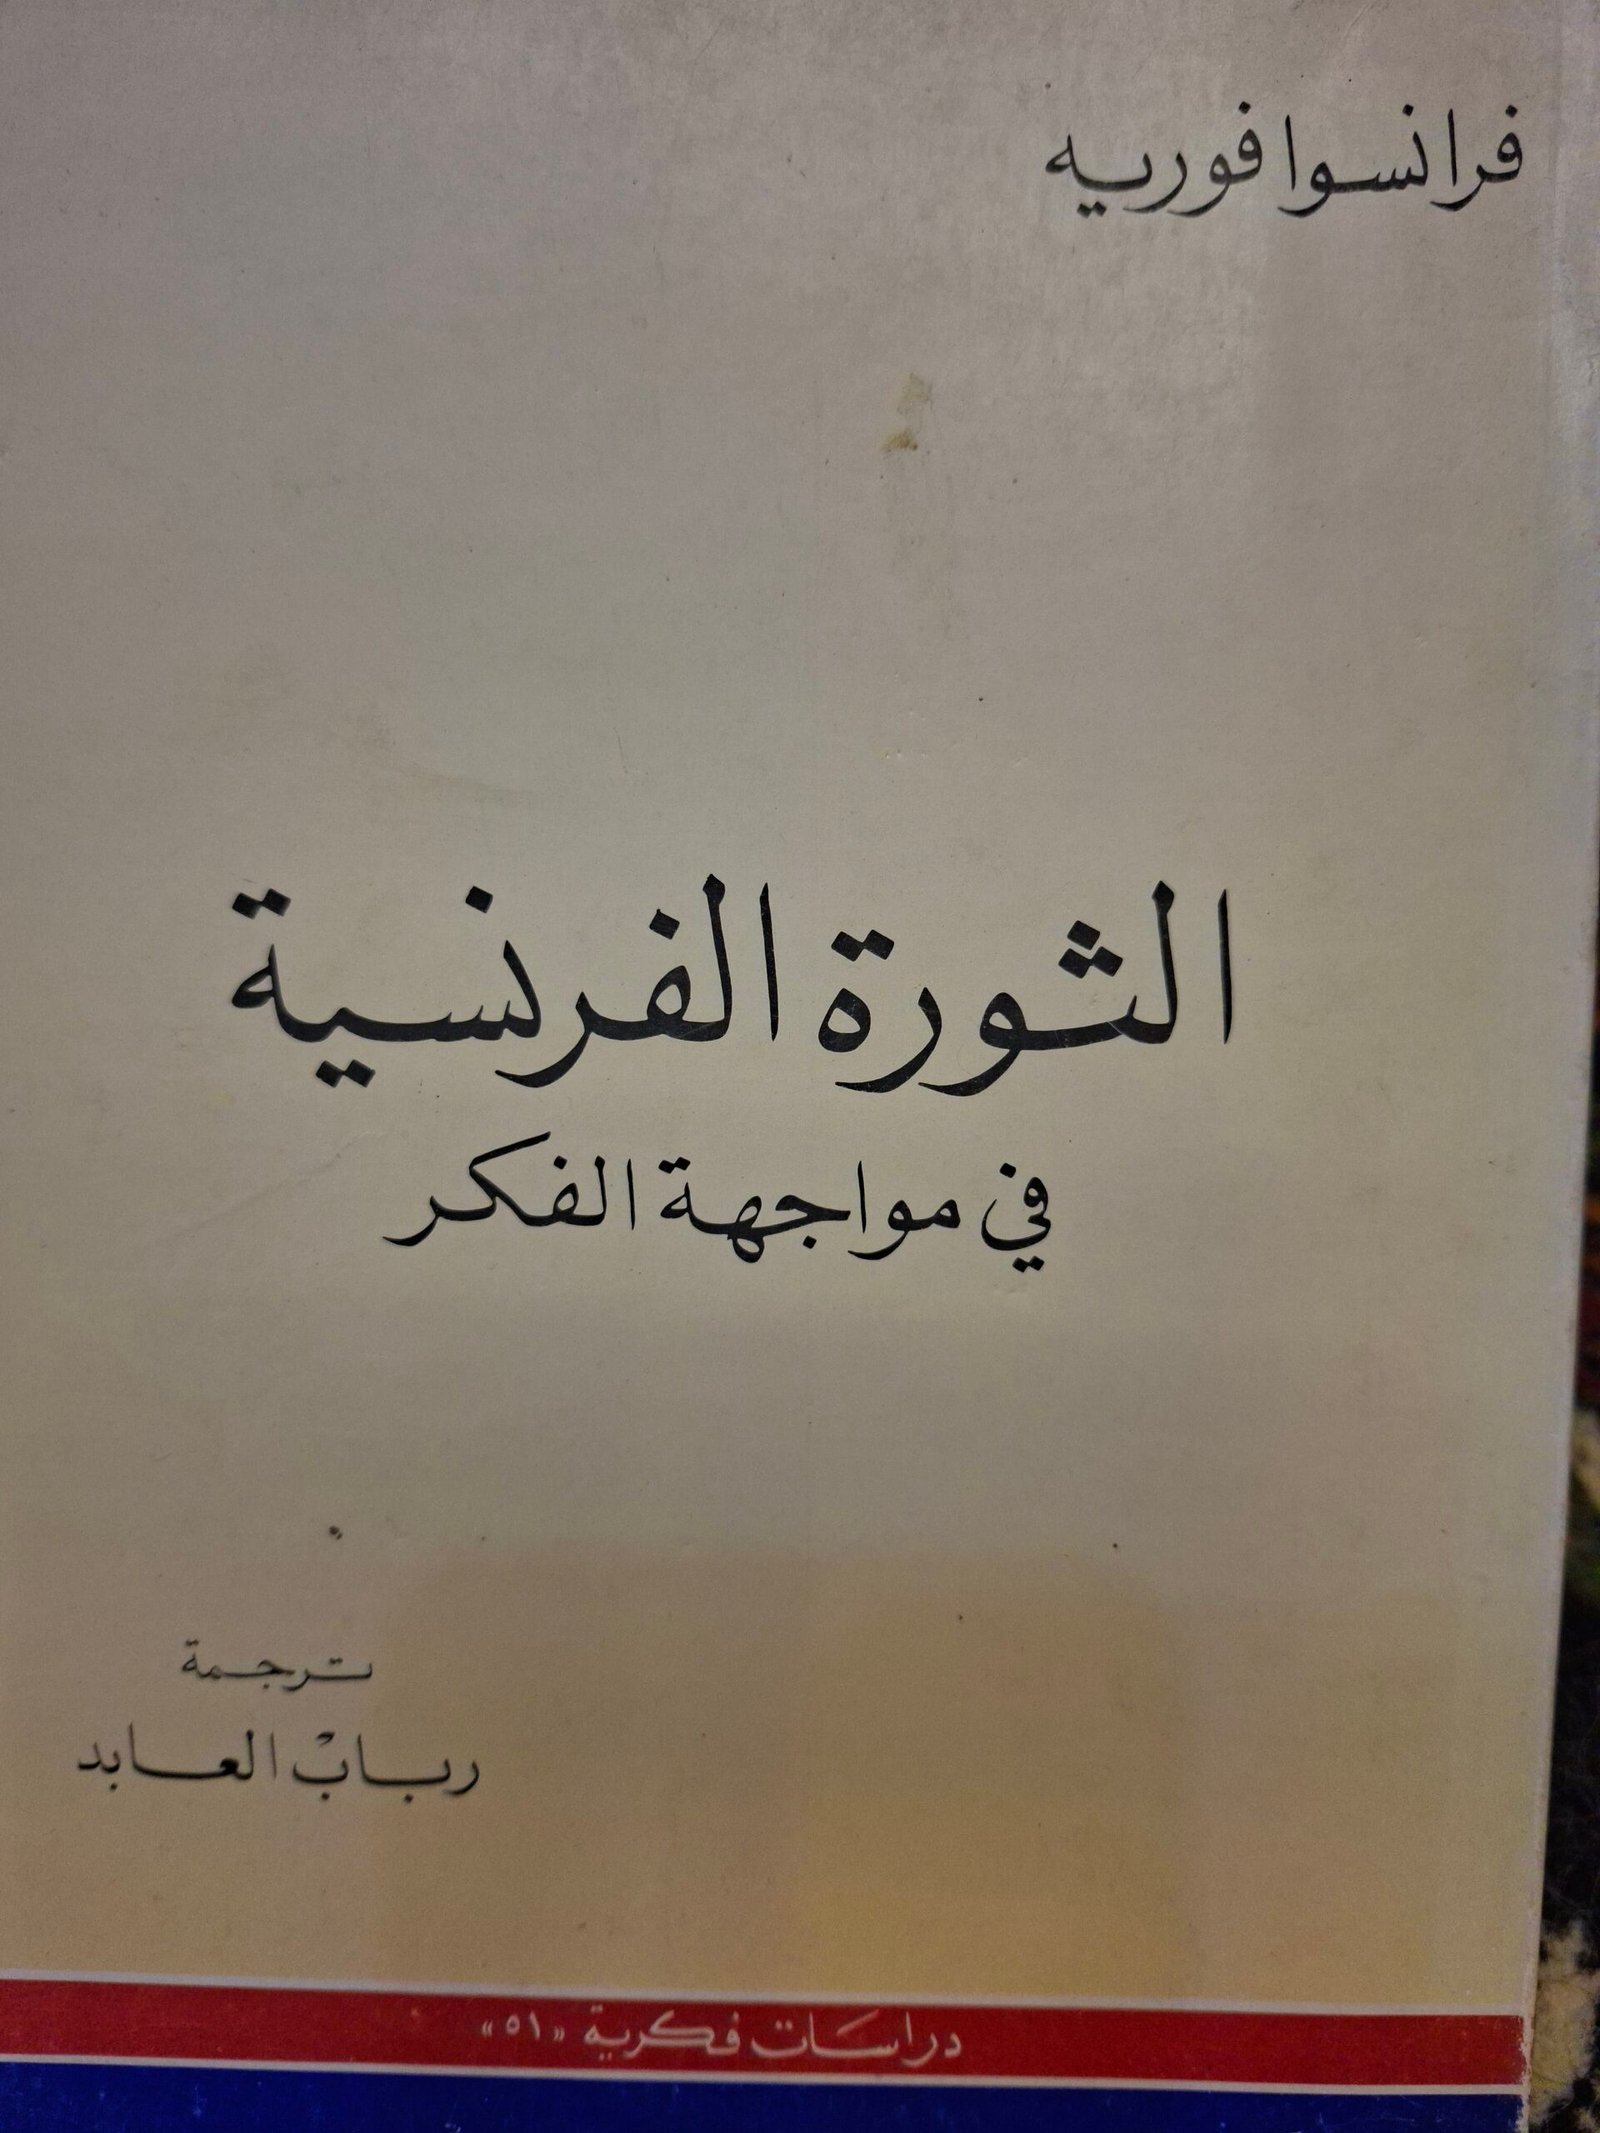 فرانسوا فوريه
الثورة الفرنسية
في مواجهة الفكر
ترجمة
رباب العابد
دراسات فكرية «٥١»